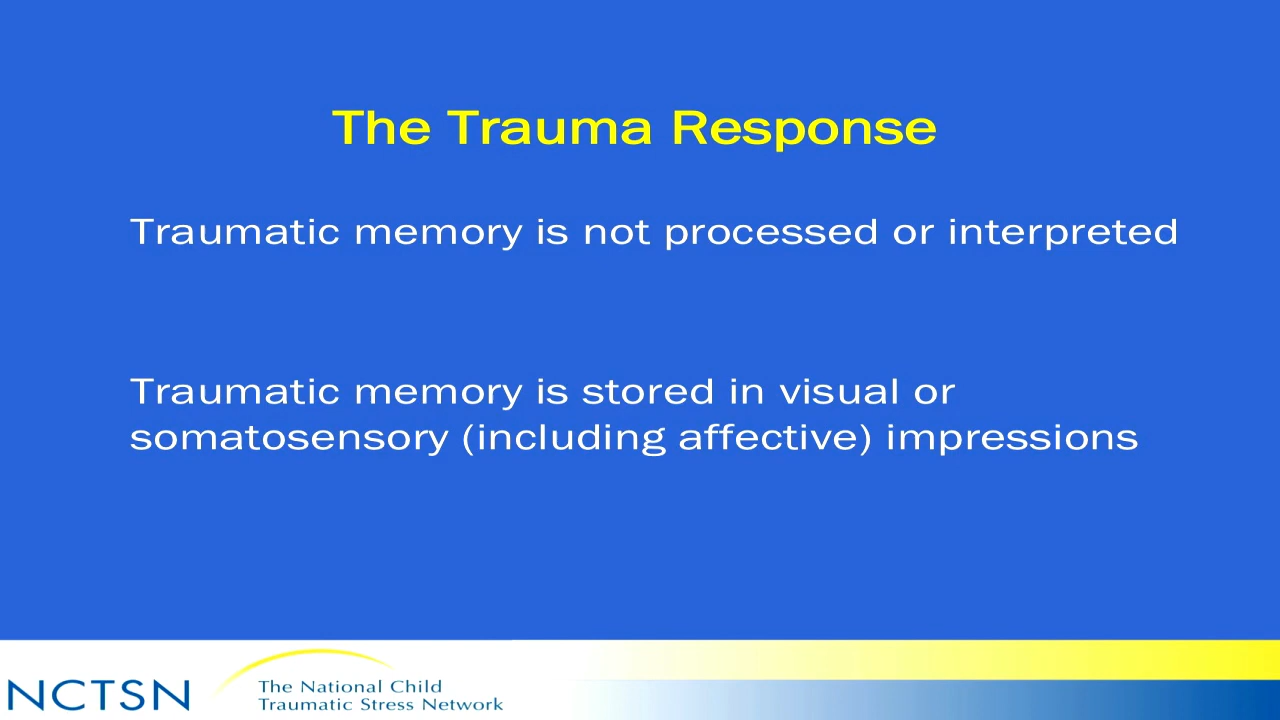 The Trauma Response
Traumatic memory is not processed or interpreted
Traumatic memory is stored in visual or
somatosensory (including affective) impressions
NCTSN
The National Child
Traumatic Stress Network